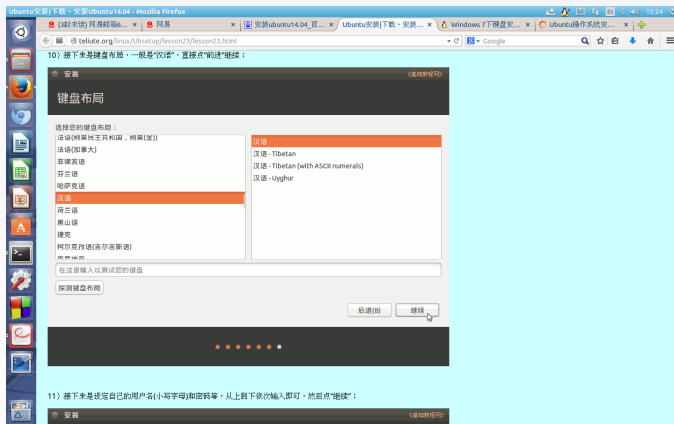 Ubuntu安装|下载、安装Ubuntu14.04 - Mozilla Firefox
15:24
(3封未读) 网易邮箱6...
网易
安装ubuntu14.04_百...
Ubuntu安装|下载、安装...
Windows 7下硬盘安...
Ubuntu操作系统安...
teliute.org/linux/Ubsetup/lesson23/lesson23.html
Google
10）接下来是键盘布局，一般是“汉语”，直接点“前进”继续；
安装
《基础教程网》
键盘布局
选择您的键盘布局：
法语(刚果民主共和国，刚果(金))
法语(加拿大)
菲律宾语
芬兰语
哈萨克语
汉语
荷兰语
黑山语
捷克
柯尔克孜语(吉尔吉斯语)
克罗地亚
汉语
汉语 - Tibetan
汉语 - Tibetan (with ASCII numerals)
汉语 - Uyghur
在这里输入以测试您的键盘
探测键盘布局
后退(B)
继续
11）接下来是设定自己的用户名(小写字母)和密码等，从上到下依次输入即可，然后点“继续”；
安装
《基础教程网》